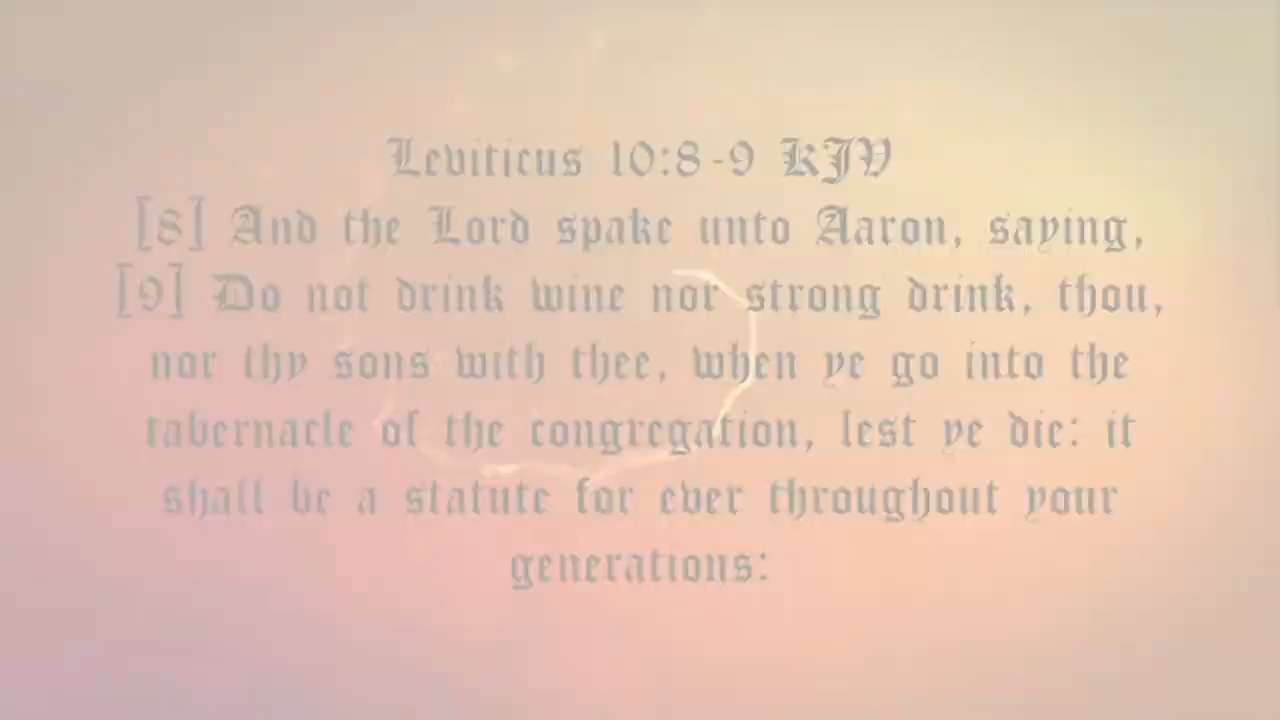 Leviticus 10:8-9 KJV
[8] And the Lord spake unto Aaron, saying,
[9] Do not drink wine nor strong drink, thou,
nor thy sons with thee, when ye go into the
tabernacle of the congregation, lest ye die: it
shall be a statute for ever throughout your
generations: